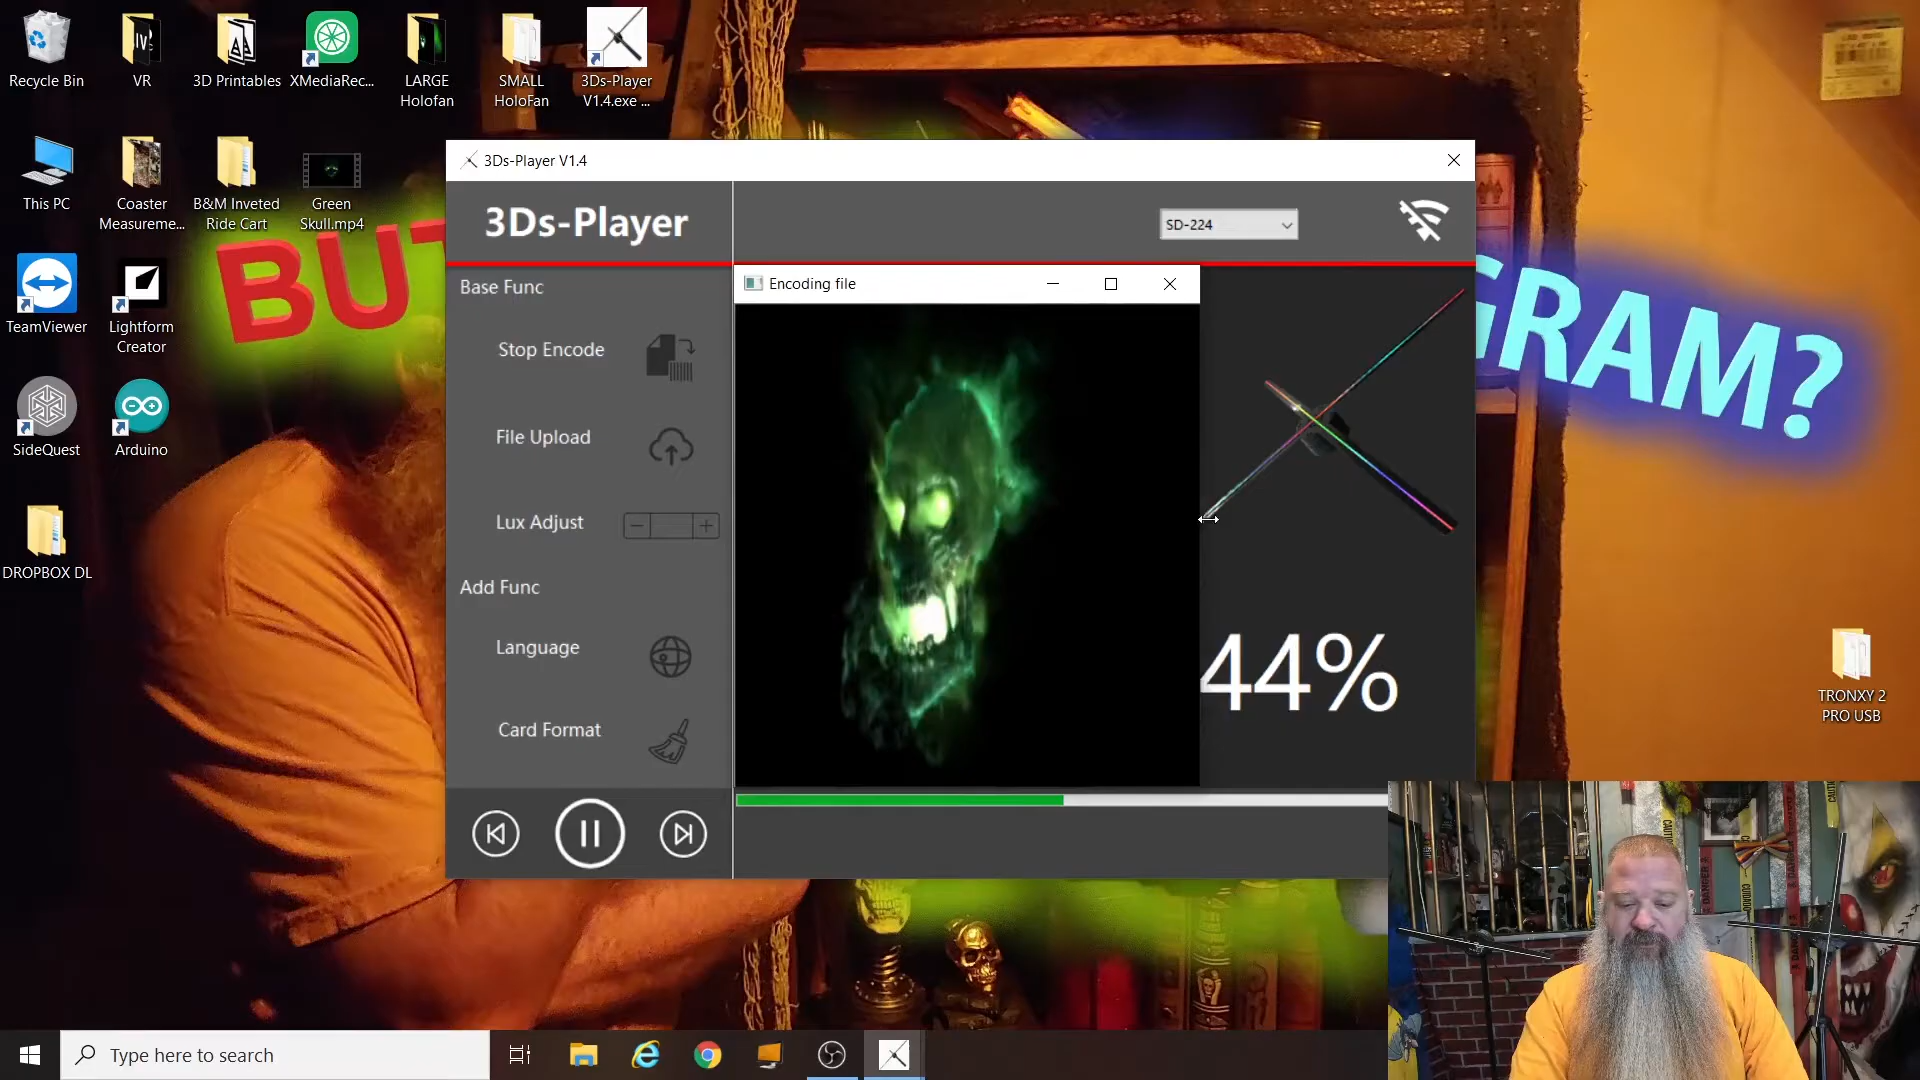 Recycle Bin
VR
3D Printables
XMediaRec...
LARGE
Holofan
SMALL
HoloFan
3Ds-Player
V1.4.exe ...
This PC
Coaster
Measureme...
B&M Inveted
Ride Cart
Green
Skull.mp4
TeamViewer
Lightform
Creator
SideQuest
Arduino
DROPBOX DL
TRONXY 2
PRO USB
BUT
GRAM?
3Ds-Player V1.4
3Ds-Player
SD-224
Base Func
Stop Encode
File Upload
Lux Adjust
Add Func
Language
Card Format
Encoding file
44%
Type here to search